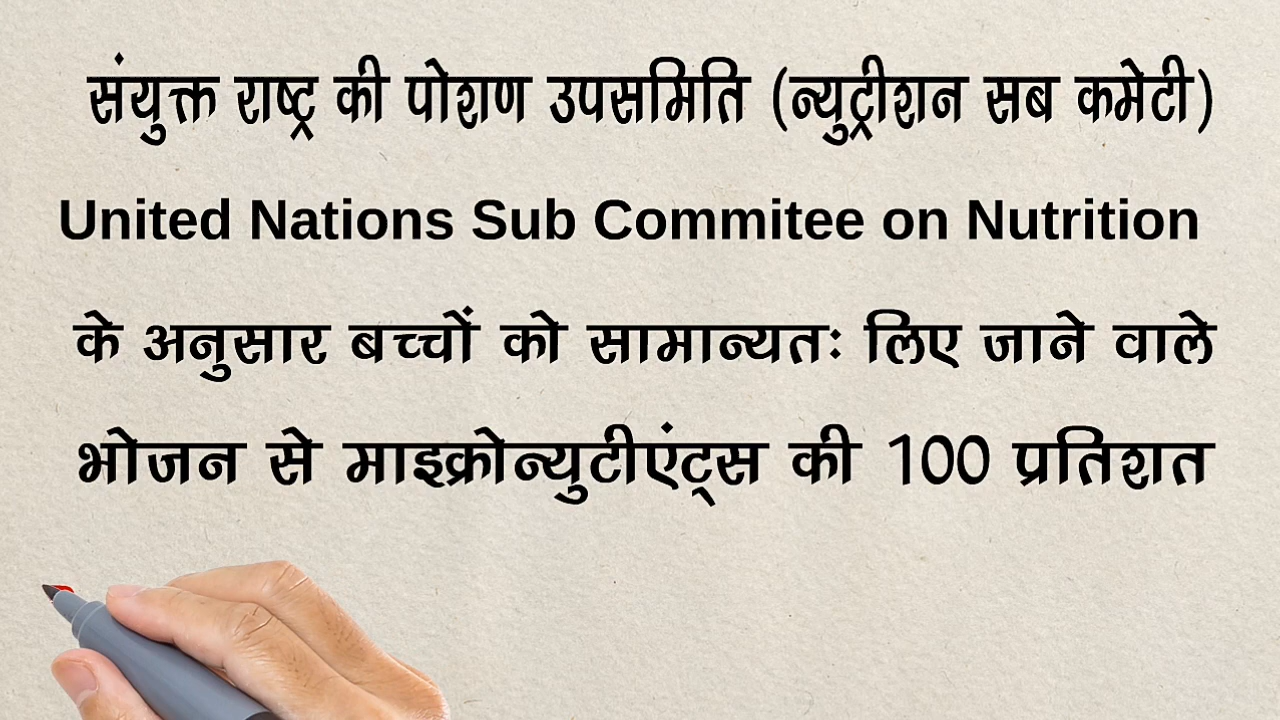 संयुक्त राष्ट्र की पोशण उपसमिति (न्युट्रीशन सब कमेटी)
United Nations Sub Commitee on Nutrition
के अनुसार बच्चों को सामान्यतः लिए जाने वाले
भोजन से माइक्रोन्युटीएंट्स की 100 प्रतिशत